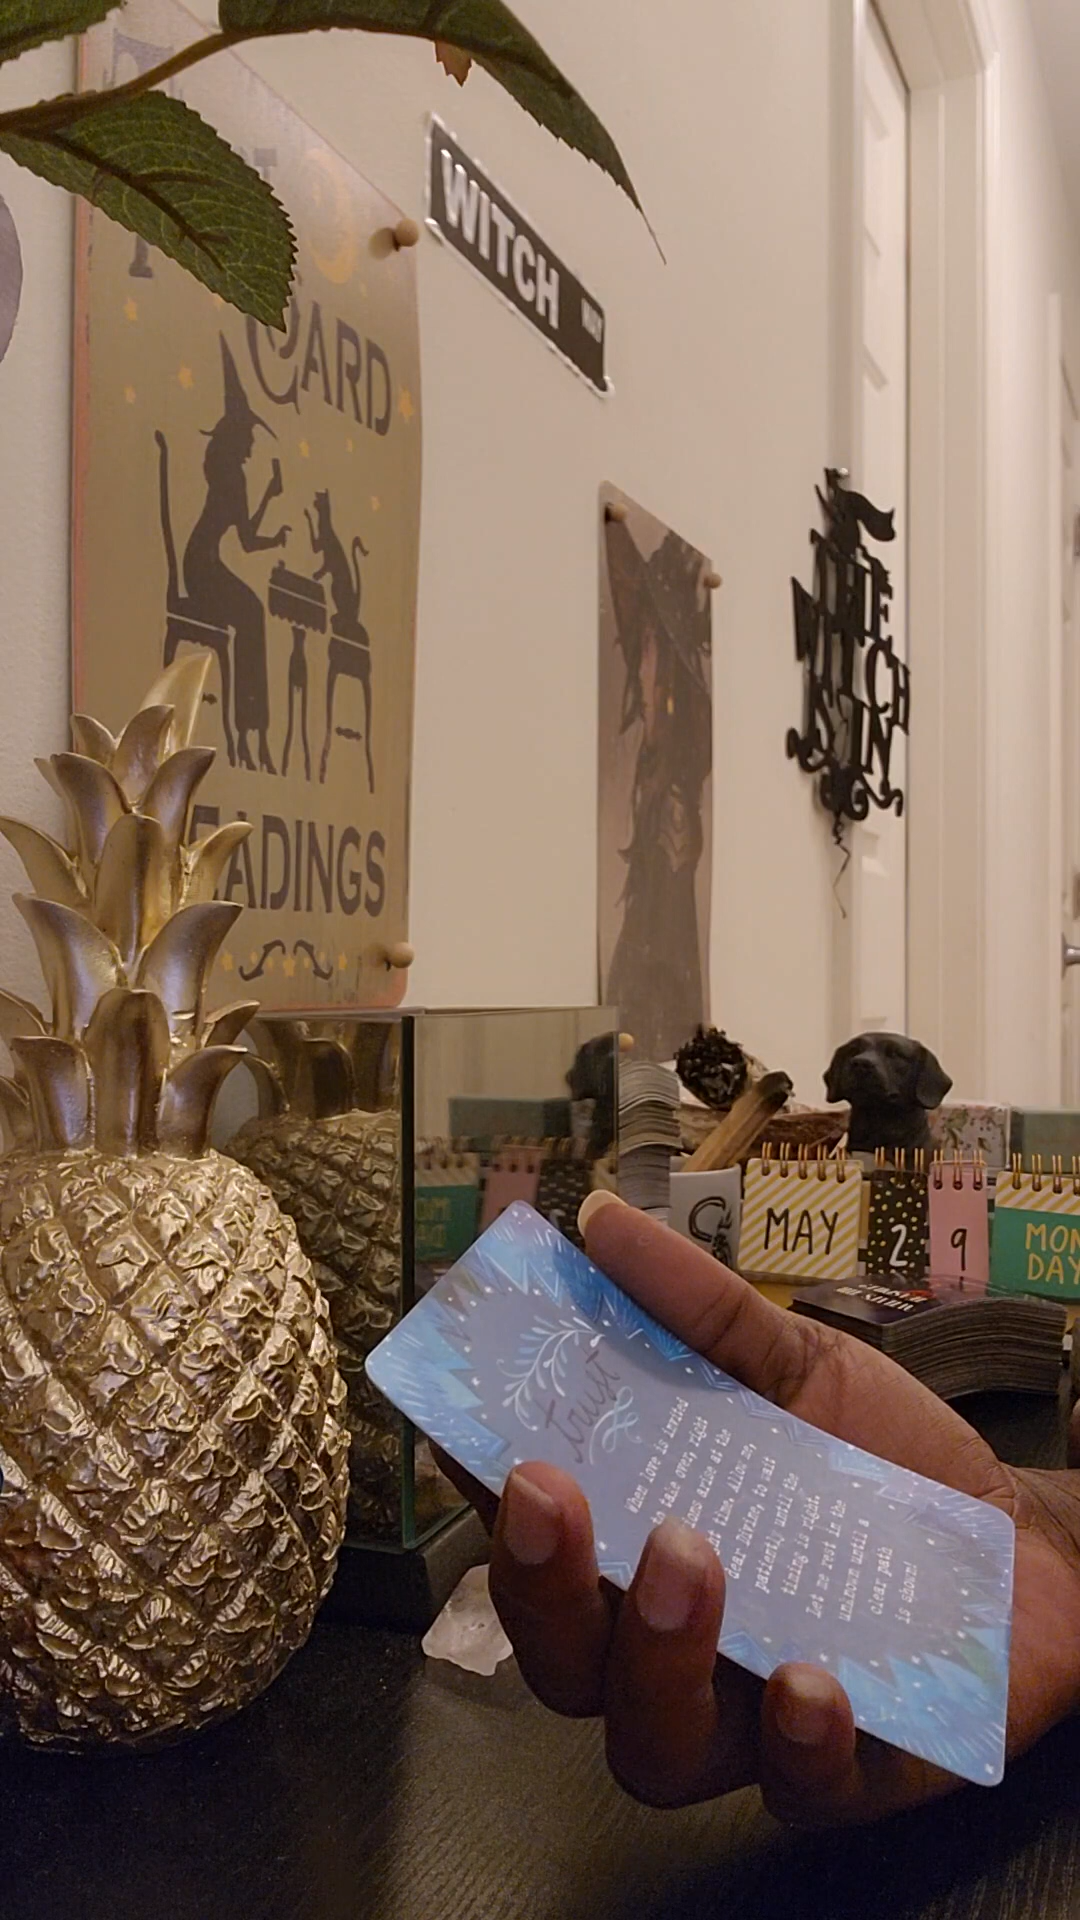 CARD
EADINGS
WITCH
THE
WITCH
IS IN
MAY
2
9
MON
DAY
trust
When love is invited
to take over, right
ions arise at the
ht time. Allow me,
dear Divine, to wait
patiently until the
timing is right.
Let me rest in the
unknown until a
clear path
is shown!